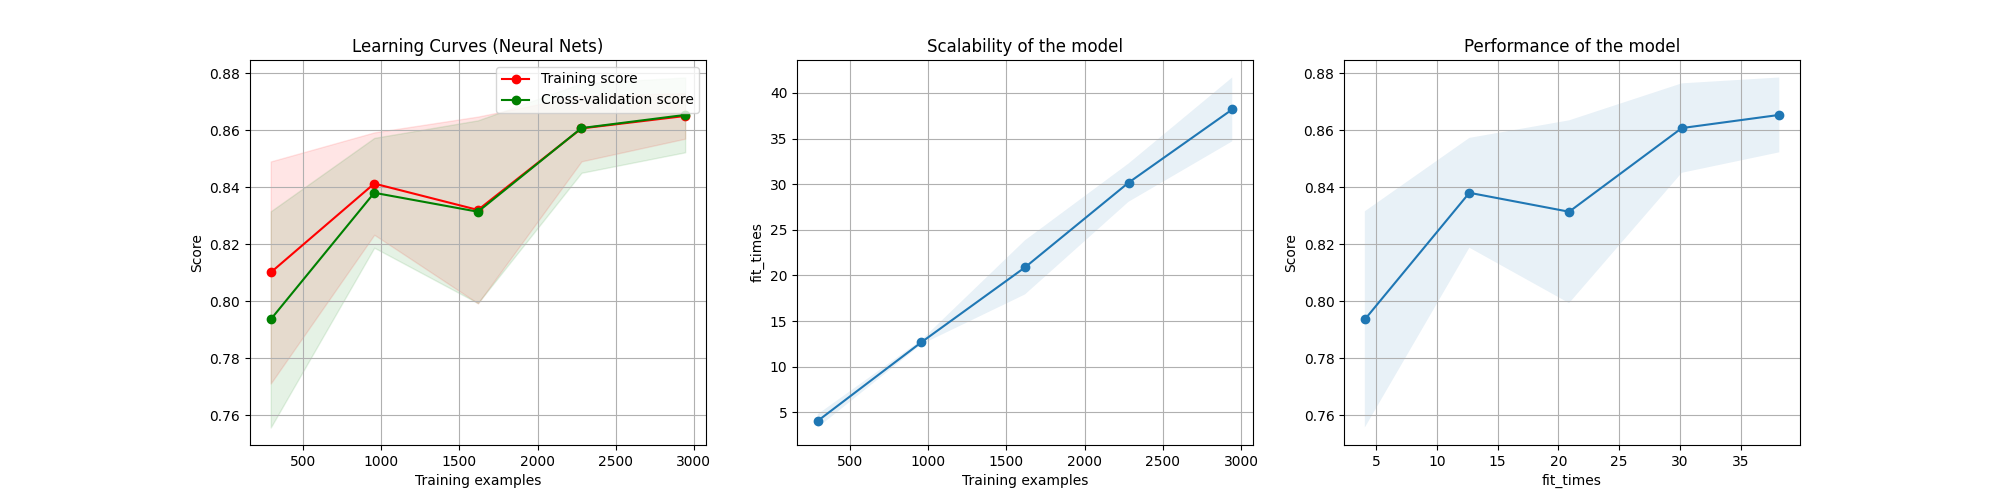 Learning Curves (Neural Nets)
Training score
Cross-validation score
0.88
0.86
0.84
0.82
0.80
0.78
0.76
Score
500 1000 1500 2000 2500 3000
Training examples
Scalability of the model
40
35
30
25
20
15
10
5
fit_times
500 1000 1500 2000 2500 3000
Training examples
Performance of the model
0.88
0.86
0.84
0.82
0.80
0.78
0.76
Score
5 10 15 20 25 30 35
fit_times